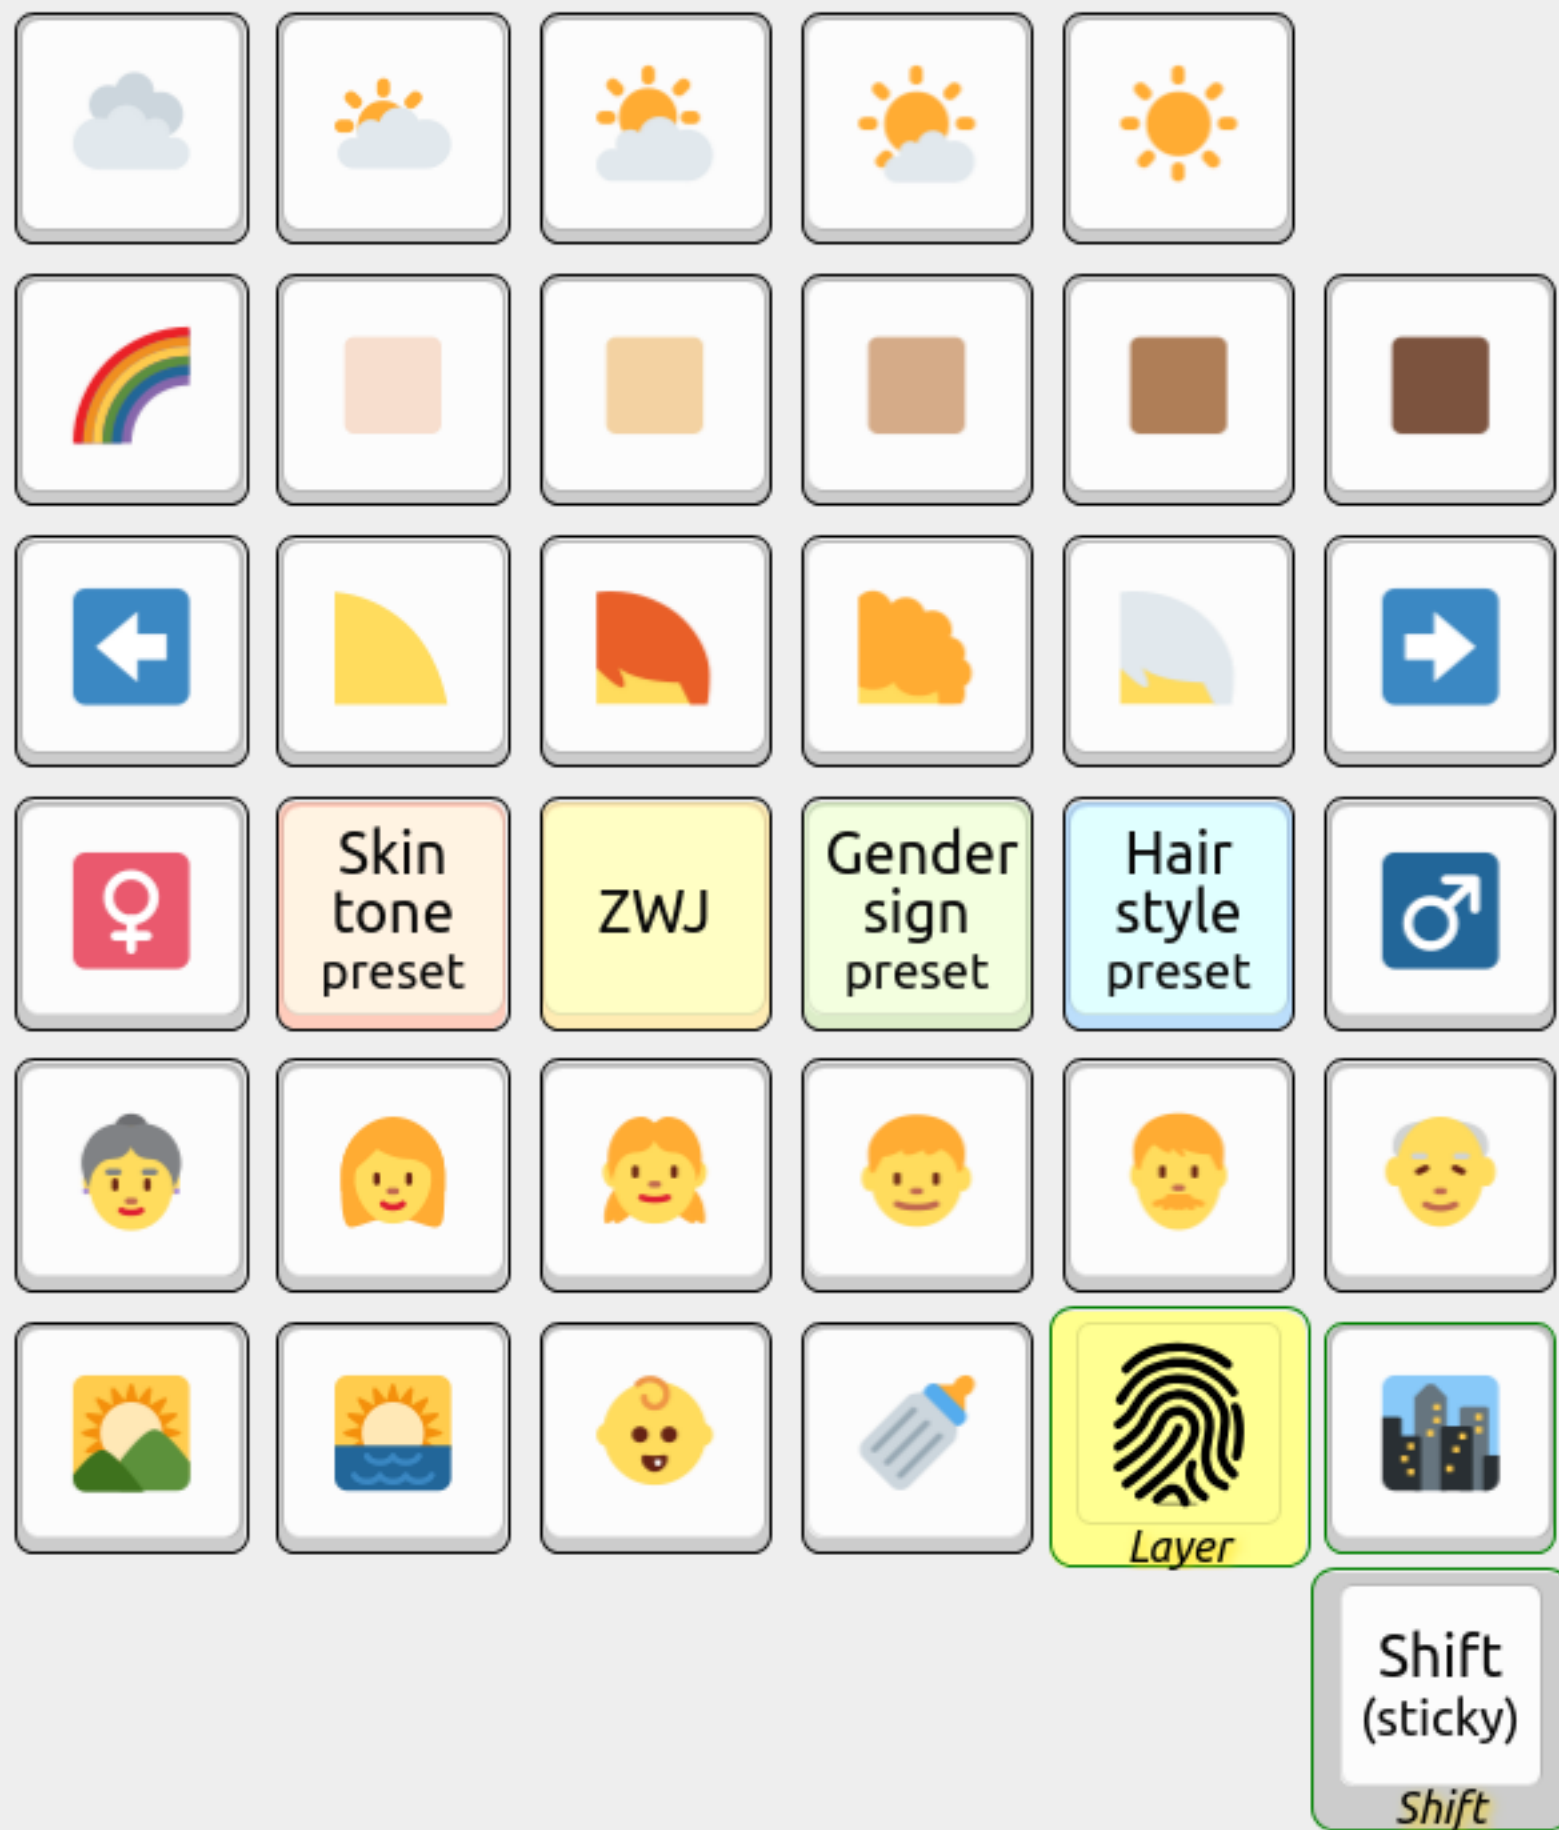 Skin
tone
preset
ZWJ
Gender
sign
preset
Hair
style
preset
Layer
Shift
(sticky)
Shift